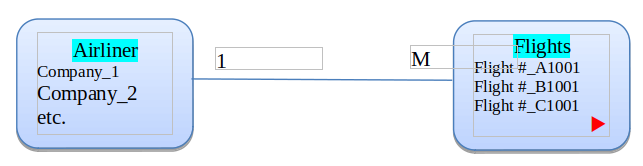 Airliner
Company_1
Company_2
etc.
1
M
Flights
Flight #_A1001
Flight #_B1001
Flight #_C1001